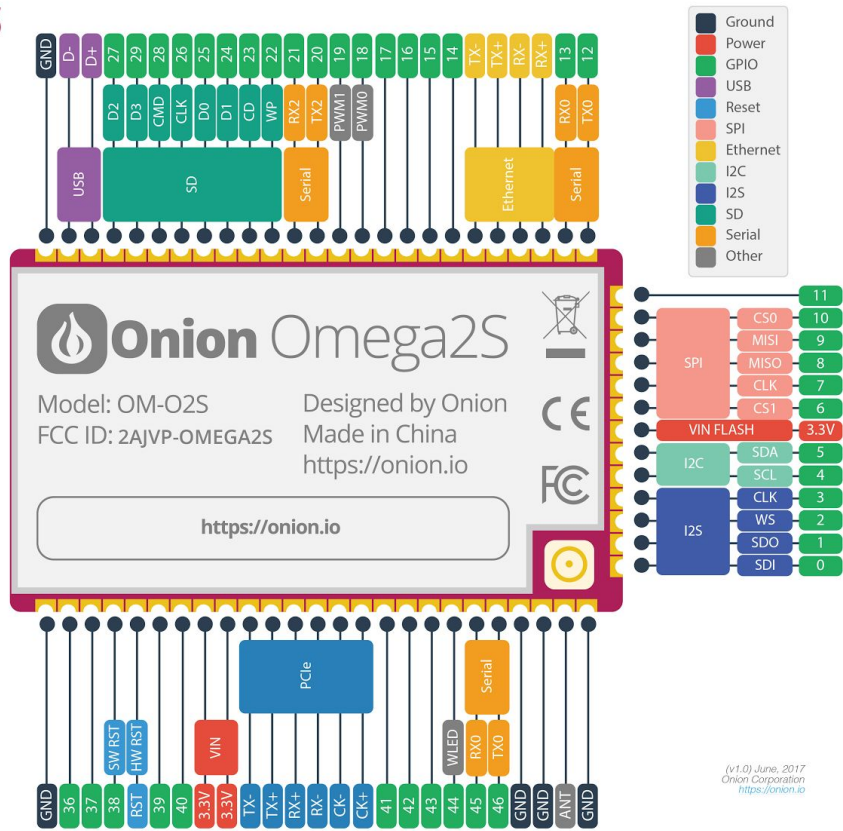 GND D- D+ 27 29 28 26 25 24 23 22 21 20 19 18 17 16 15 14 TX- TX+ RX- RX+ 13 12
D2 D3 CMD CLK D0 D1 CD WP RX2 TX2 PWM1 PWM0 RX0 TX0
USB SD Serial Ethernet Serial
Ground
Power
GPIO
USB
Reset
SPI
Ethernet
I2C
I2S
SD
Serial
Other
Onion Omega2S
Model: OM-O2S
FCC ID: 2AJVP-OMEGA2S
Designed by Onion
Made in China
https://onion.io
CE
FC
https://onion.io
11
SPI
CS0 10
MISI 9
MISO 8
CLK 7
CS1 6
VIN FLASH 3.3V
I2C
SDA 5
SCL 4
I2S
CLK 3
WS 2
SDO 1
SDI 0
PCIe Serial
SW RST HW RST VIN WLED RX0 TX0
GND 36 37 38 RST 39 40 3.3V 3.3V TX- TX+ RX+ RX- CK- CK+ 41 42 43 44 45 46 GND GND ANT GND
(v1.0) June, 2017
Onion Corporation
https://onion.io